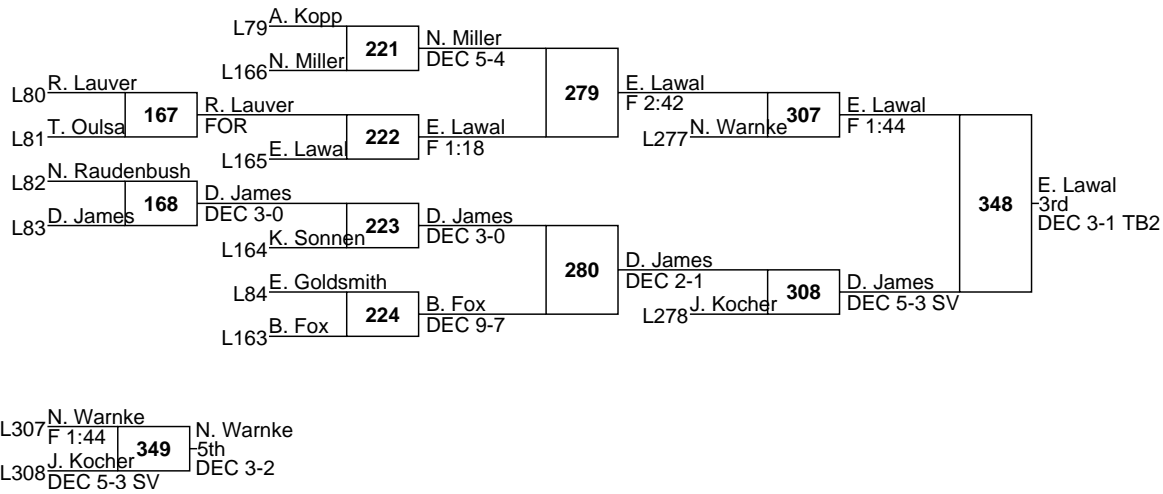 L79 A. Kopp
221
N. Miller
DEC 5-4
L166 N. Miller
L80 R. Lauver
167
R. Lauver
FOR
L81 T. Oulsa
222
E. Lawal
F 1:18
L165 E. Lawal
279
E. Lawal
F 2:42
307
E. Lawal
F 1:44
L277 N. Warnke
L82 N. Raudenbush
168
D. James
DEC 3-0
L83 D. James
223
D. James
DEC 3-0
L164 K. Sonnen
348
E. Lawal
3rd
DEC 3-1 TB2
L84 E. Goldsmith
224
B. Fox
DEC 9-7
L163 B. Fox
280
D. James
DEC 2-1
308
D. James
DEC 5-3 SV
L278 J. Kocher
L307 N. Warnke
F 1:44
349
N. Warnke
5th
DEC 3-2
L308 J. Kocher
DEC 5-3 SV